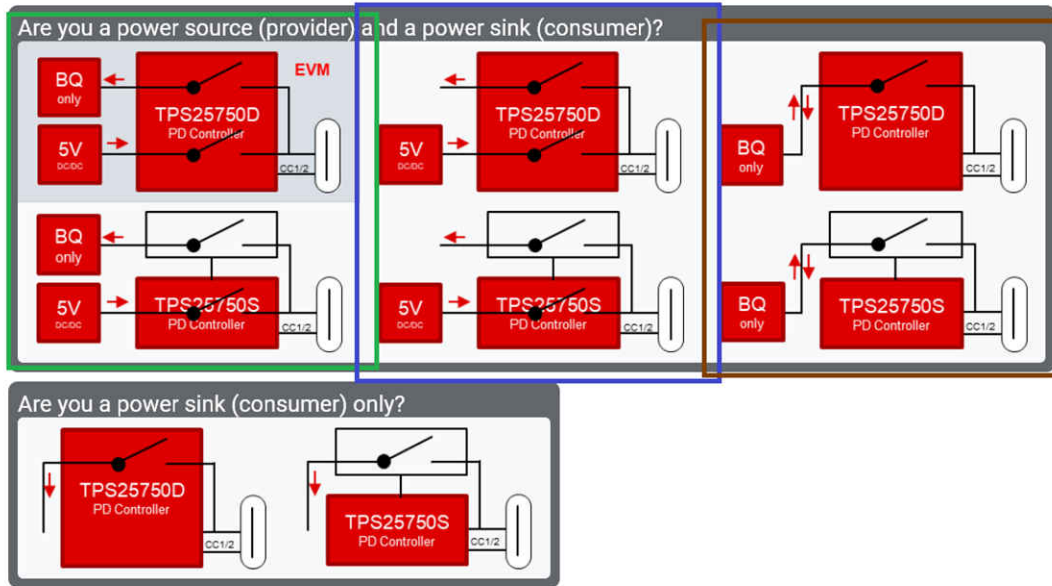 Are you a power source (provider) and a power sink (consumer)?
BQ
only
TPS25750D
PD Controller
EVM
5V
DC/DC
CC1/2
TPS25750D
PD Controller
5V
DC/DC
CC1/2
TPS25750D
PD Controller
BQ
only
CC1/2
BQ
only
TPS25750S
PD Controller
5V
DC/DC
CC1/2
TPS25750S
PD Controller
5V
DC/DC
CC1/2
TPS25750S
PD Controller
BQ
only
CC1/2
Are you a power sink (consumer) only?
TPS25750D
PD Controller
CC1/2
TPS25750S
PD Controller
CC1/2